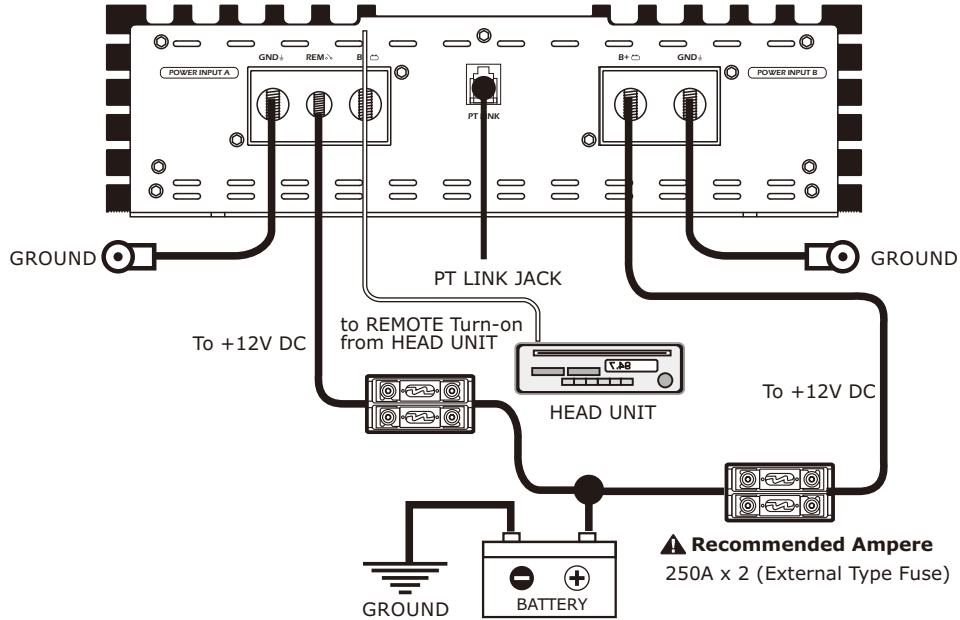 GND REM B B+ GND
POWER INPUT A
POWER INPUT B
PT LINK
GROUND
GROUND
PT LINK JACK
to REMOTE Turn-on
from HEAD UNIT
To +12V DC
84.7
HEAD UNIT
To +12V DC
⚠ Recommended Ampere
250A x 2 (External Type Fuse)
GROUND
BATTERY